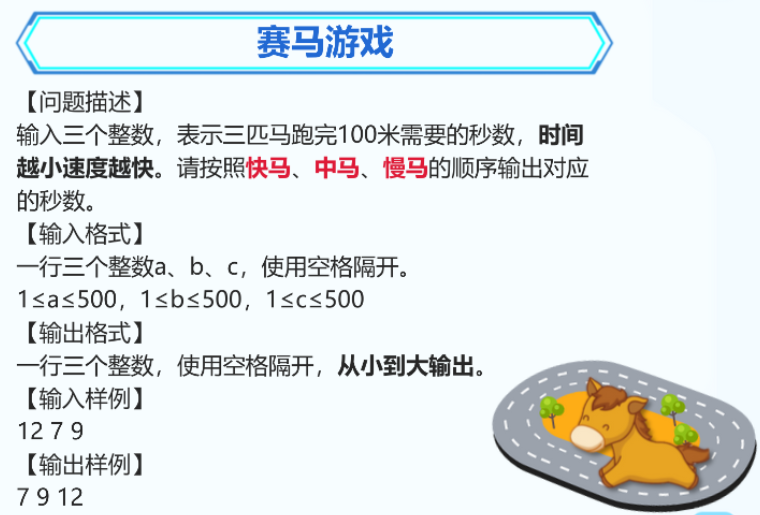 赛马游戏
【问题描述】
输入三个整数，表示三匹马跑完100米需要的秒数，时间
越小速度越快。请按照快马、中马、慢马的顺序输出对应
的秒数。
【输入格式】
一行三个整数a、b、c，使用空格隔开。
1≤a≤500，1≤b≤500，1≤c≤500
【输出格式】
一行三个整数，使用空格隔开，从小到大输出。
【输入样例】
12 7 9
【输出样例】
7 9 12